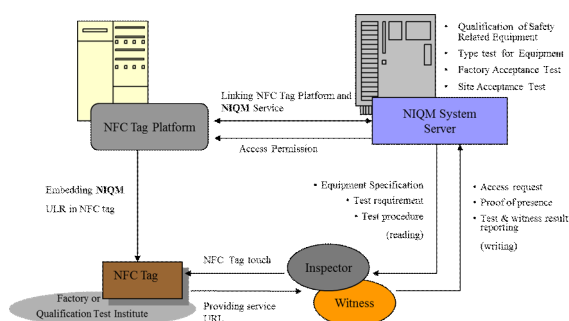 • Qualification of Safety
Related Equipment
• Type test for Equipment
• Factory Acceptance Test
• Site Acceptance Test
Linking NFC Tag Platform and
NIQM Service
NFC Tag Platform
NIQM System
Server
Access Permission
Embedding NIQM
ULR in NFC tag
• Equipment Specification
• Test requirement
• Test procedure
(reading)
• Access request
• Proof of presence
• Test & witness result
reporting
(writing)
NFC Tag touch
NFC Tag
Inspector
Witness
Factory or
Qualification Test Institute
Providing service
URL